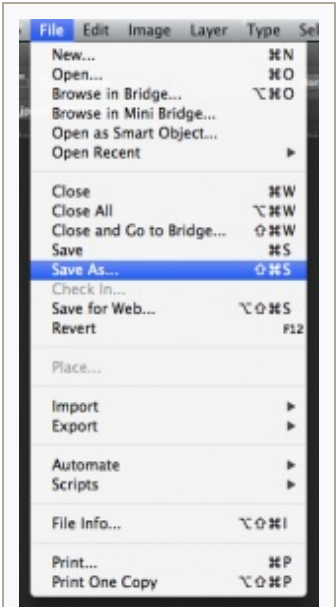 File Edit Image Layer Type Sel
New... ⌘N
Open... ⌘O
Browse in Bridge... ⌥⌘O
Browse in Mini Bridge...
Open as Smart Object...
Open Recent ▶
Close ⌘W
Close All ⌥⌘W
Close and Go to Bridge... ⇧⌘W
Save ⌘S
Save As... ⇧⌘S
Check In...
Save for Web... ⌥⇧⌘S
Revert F12
Place...
Import ▶
Export ▶
Automate ▶
Scripts ▶
File Info... ⌥⇧⌘I
Print... ⌘P
Print One Copy ⌥⇧⌘P